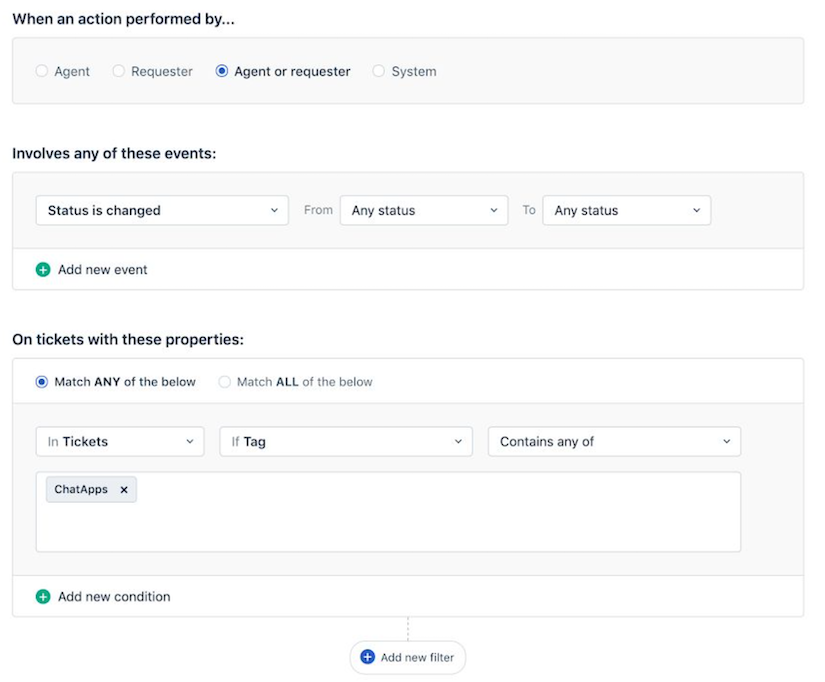 When an action performed by...
Agent Requester Agent or requester System
Involves any of these events:
Status is changed From Any status To Any status
Add new event
On tickets with these properties:
Match ANY of the below Match ALL of the below
In Tickets If Tag Contains any of
ChatApps ×
Add new condition
Add new filter